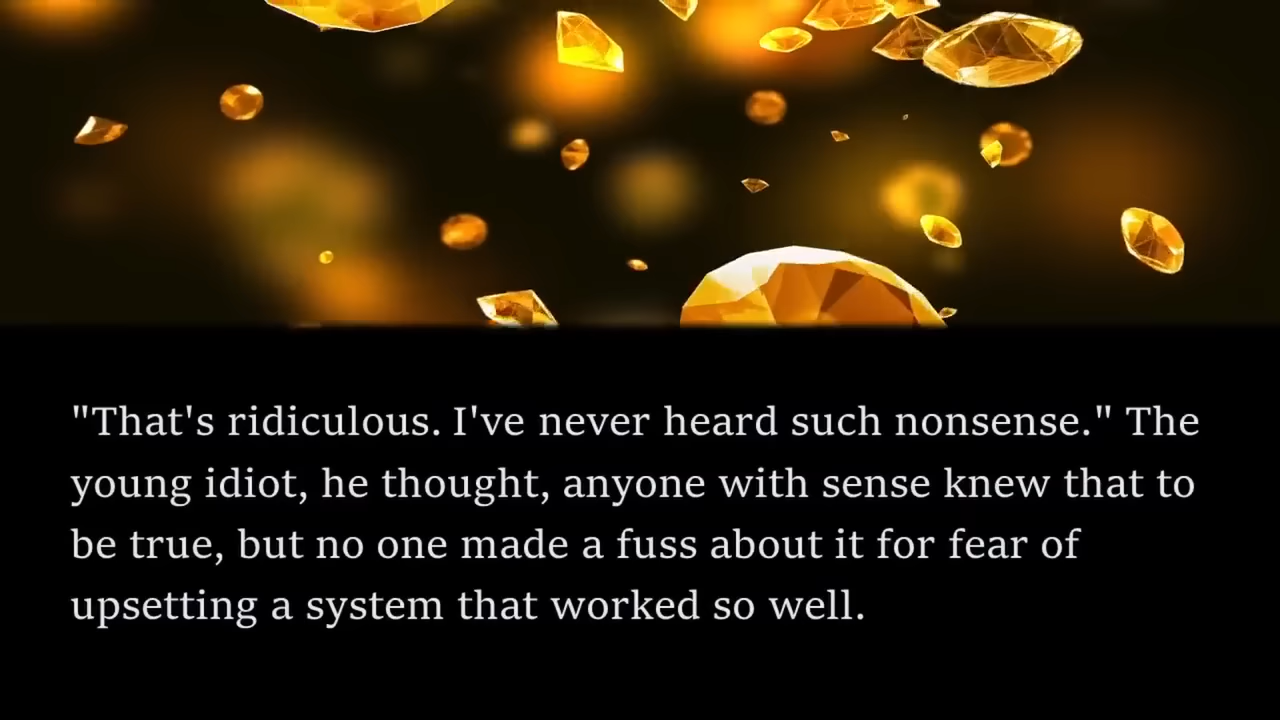 "That's ridiculous. I've never heard such nonsense." The
young idiot, he thought, anyone with sense knew that to
be true, but no one made a fuss about it for fear of
upsetting a system that worked so well.